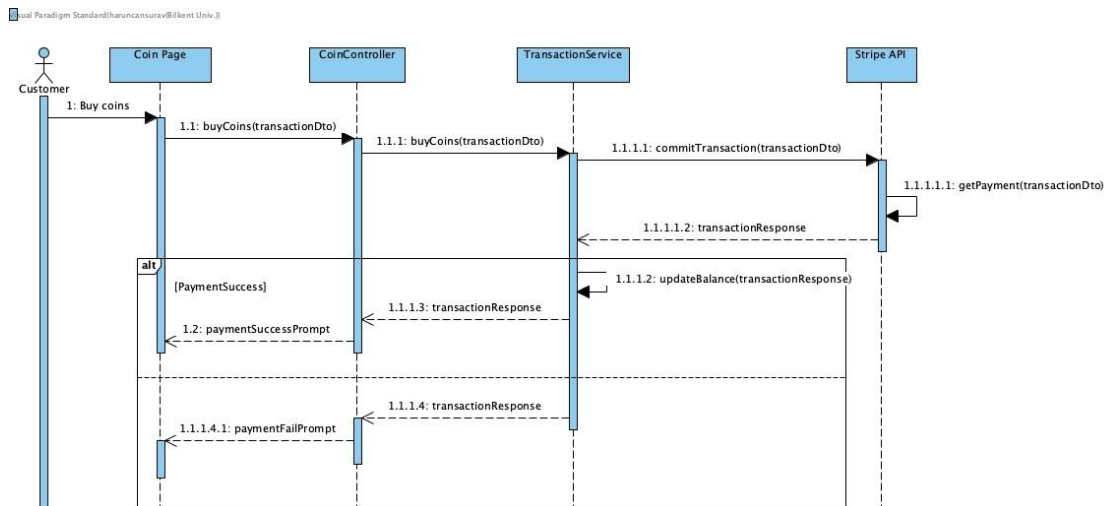 Visual Paradigm Standard(haruncansurav(Bilkent Univ.))
Coin Page
CoinController
TransactionService
Stripe API
Customer
1: Buy coins
1.1: buyCoins(transactionDto)
1.1.1: buyCoins(transactionDto)
1.1.1.1: commitTransaction(transactionDto)
1.1.1.1.1: getPayment(transactionDto)
1.1.1.1.2: transactionResponse
alt
[PaymentSuccess]
1.1.1.2: updateBalance(transactionResponse)
1.1.1.3: transactionResponse
1.2: paymentSuccessPrompt
1.1.1.4: transactionResponse
1.1.1.4.1: paymentFailPrompt